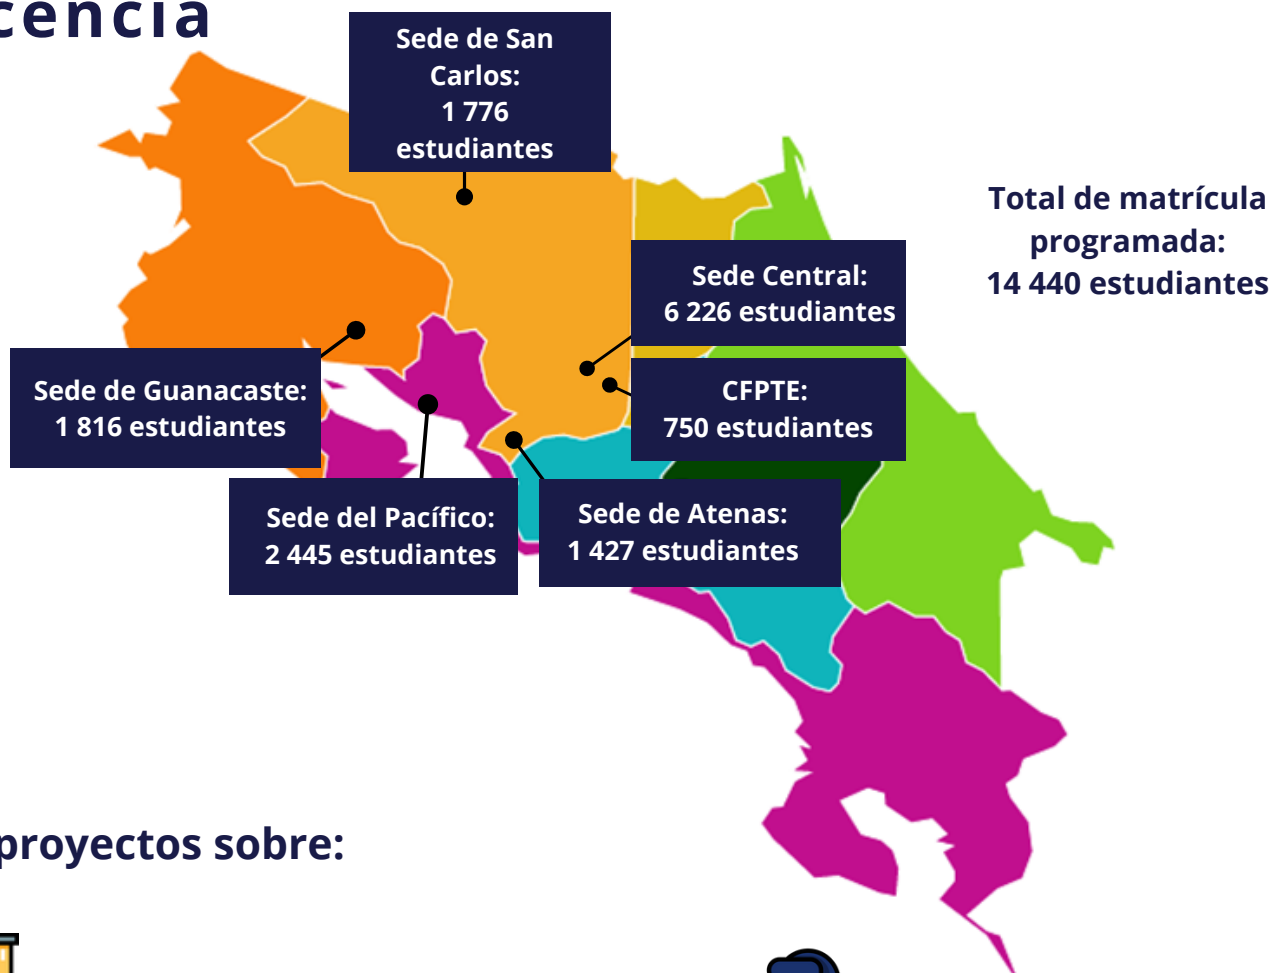 cencia
Sede de San
Carlos:
1 776
estudiantes
Total de matrícula
programada:
14 440 estudiantes
Sede Central:
6 226 estudiantes
Sede de Guanacaste:
1 816 estudiantes
CFPTE:
750 estudiantes
Sede del Pacífico:
2 445 estudiantes
Sede de Atenas:
1 427 estudiantes
proyectos sobre: